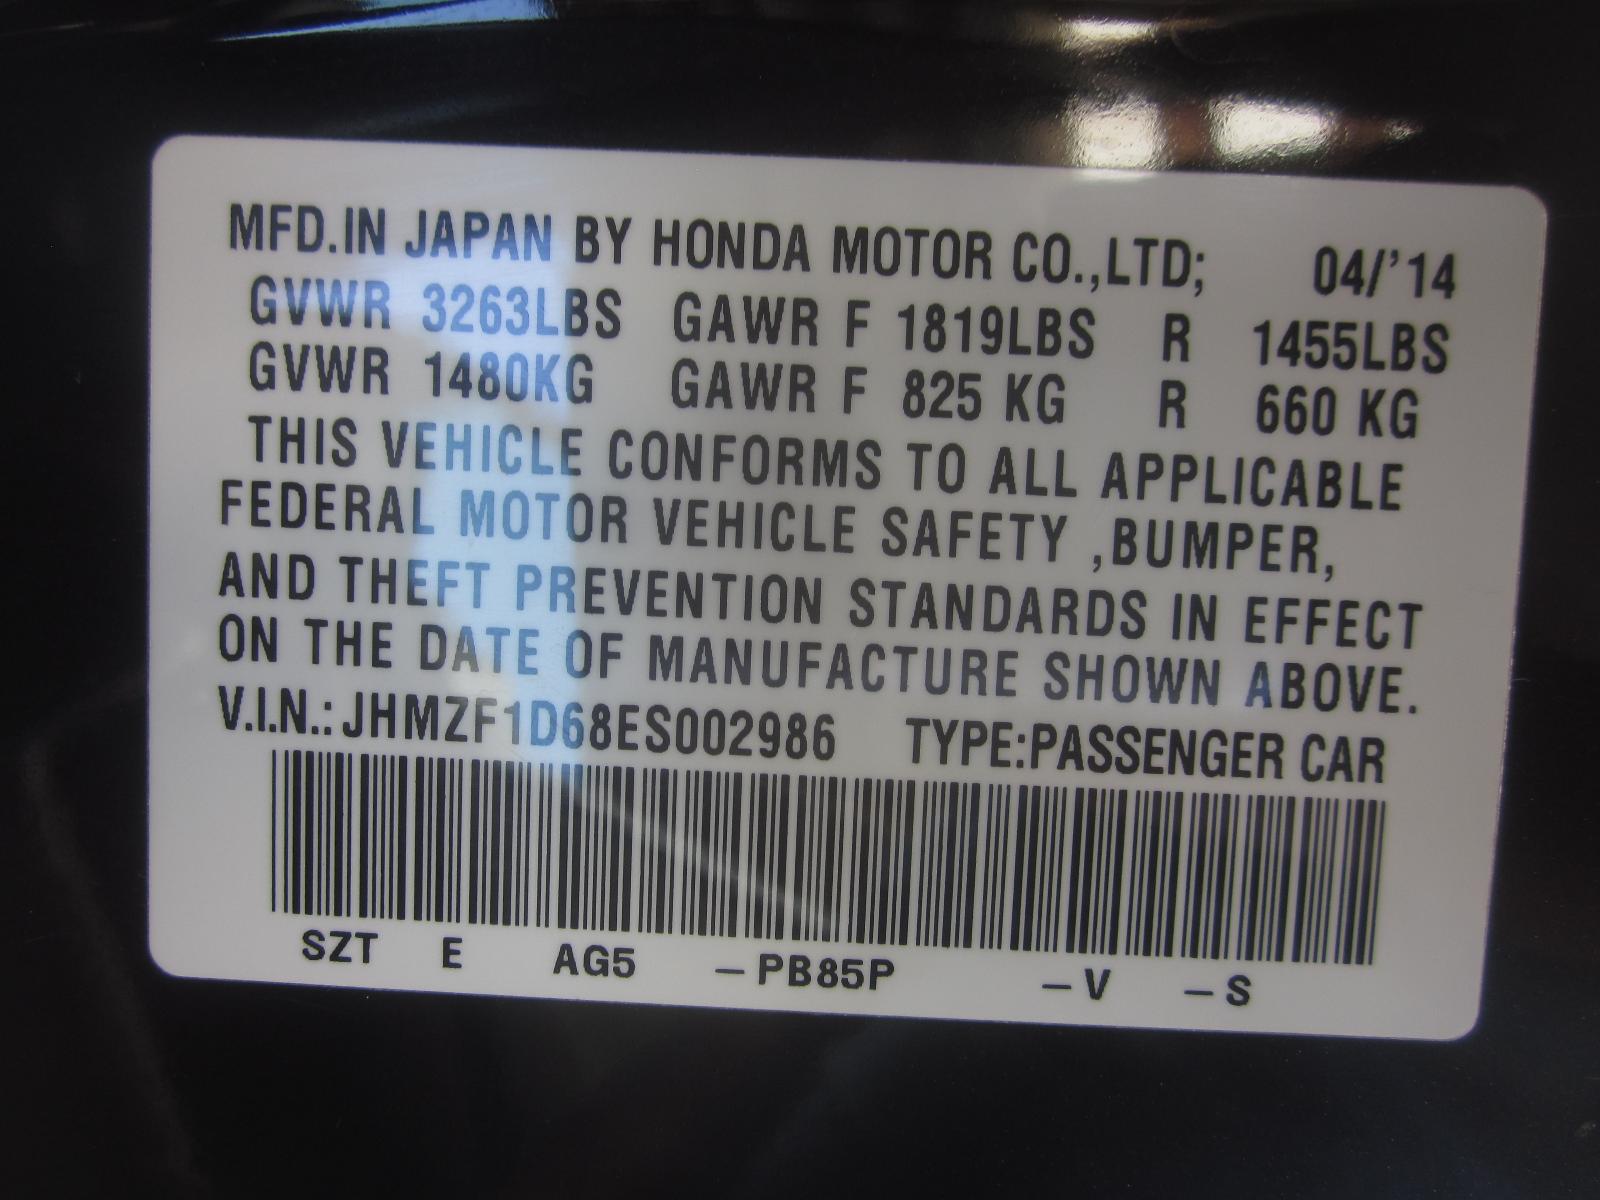 MFD.IN JAPAN BY HONDA MOTOR CO.,LTD; 04/'14
GVWR 3263LBS GAWR F 1819LBS R 1455LBS
GVWR 1480KG GAWR F 825 KG R 660 KG
THIS VEHICLE CONFORMS TO ALL APPLICABLE
FEDERAL MOTOR VEHICLE SAFETY ,BUMPER,
AND THEFT PREVENTION STANDARDS IN EFFECT
ON THE DATE OF MANUFACTURE SHOWN ABOVE.
V.I.N.: JHMZF1D68ES002986 TYPE:PASSENGER CAR
SZT E AG5 – PB85P – V – S